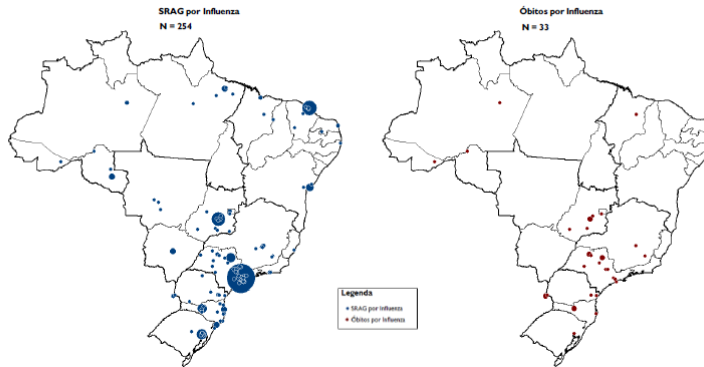 SRAG por Influenza
N = 254
Óbitos por Influenza
N = 33
Legenda
SRAG por Influenza
Óbitos por Influenza